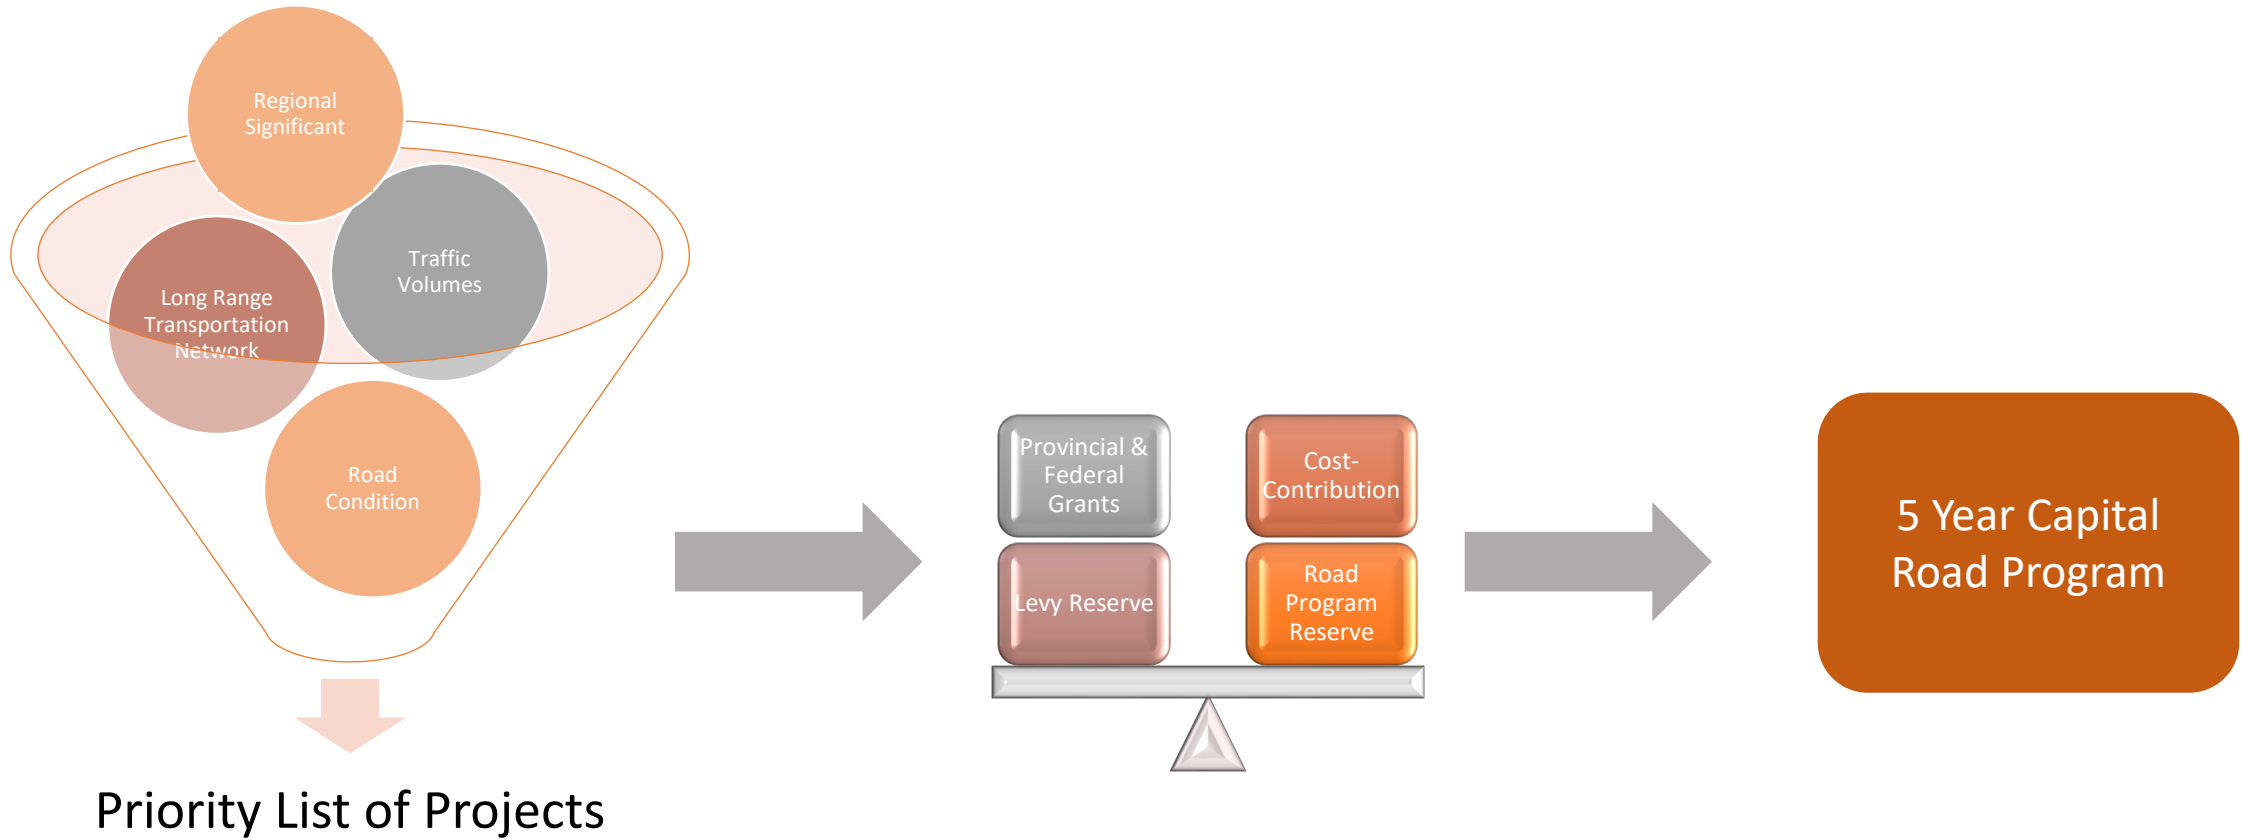 Regional
Significant
Traffic
Volumes
Long Range
Transportation
Network
Road
Condition
Priority List of Projects
Provincial &
Federal
Grants
Cost-
Contribution
Levy Reserve
Road
Program
Reserve
5 Year Capital
Road Program